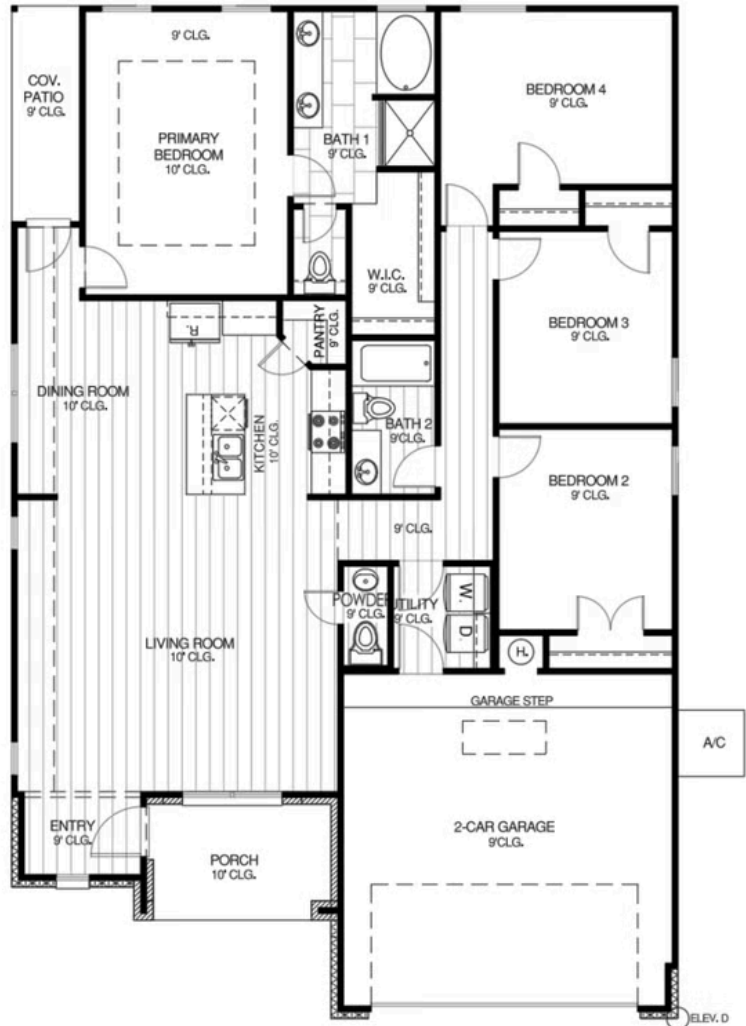 9' CLG.
COV.
PATIO
9' CLG.
PRIMARY
BEDROOM
10' CLG.
BATH 1
9' CLG.
BEDROOM 4
9' CLG.
W.I.C.
9' CLG.
R.
PANTRY
9' CLG.
BEDROOM 3
9' CLG.
DINING ROOM
10' CLG.
KITCHEN
10' CLG.
BATH 2
9'CLG.
BEDROOM 2
9' CLG.
9' CLG.
POWDER
9' CLG.
UTILITY
9' CLG.
W.
D.
LIVING ROOM
10' CLG.
H.
GARAGE STEP
A/C
ENTRY
9' CLG.
PORCH
10' CLG.
2-CAR GARAGE
9'CLG.
ELEV. D